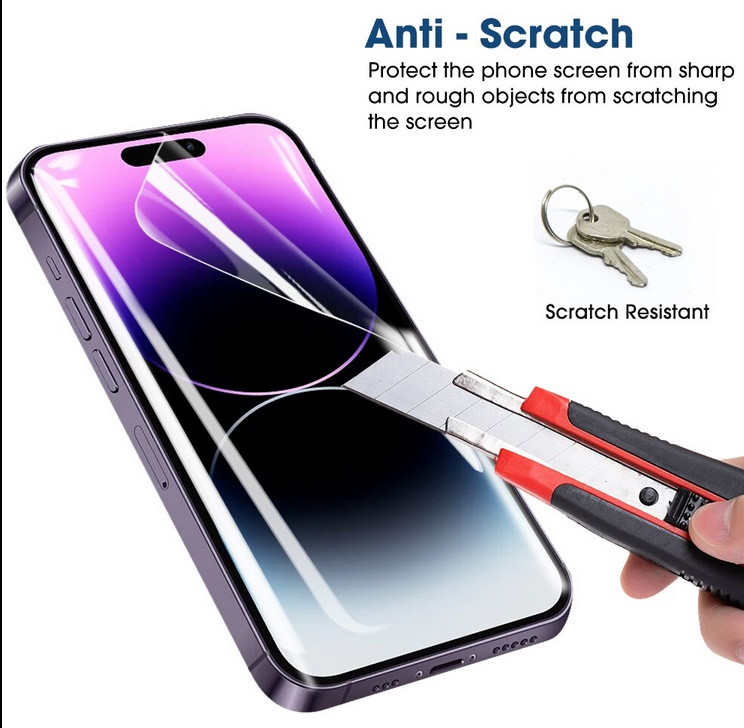 Anti - Scratch
Protect the phone screen from sharp
and rough objects from scratching
the screen
Scratch Resistant